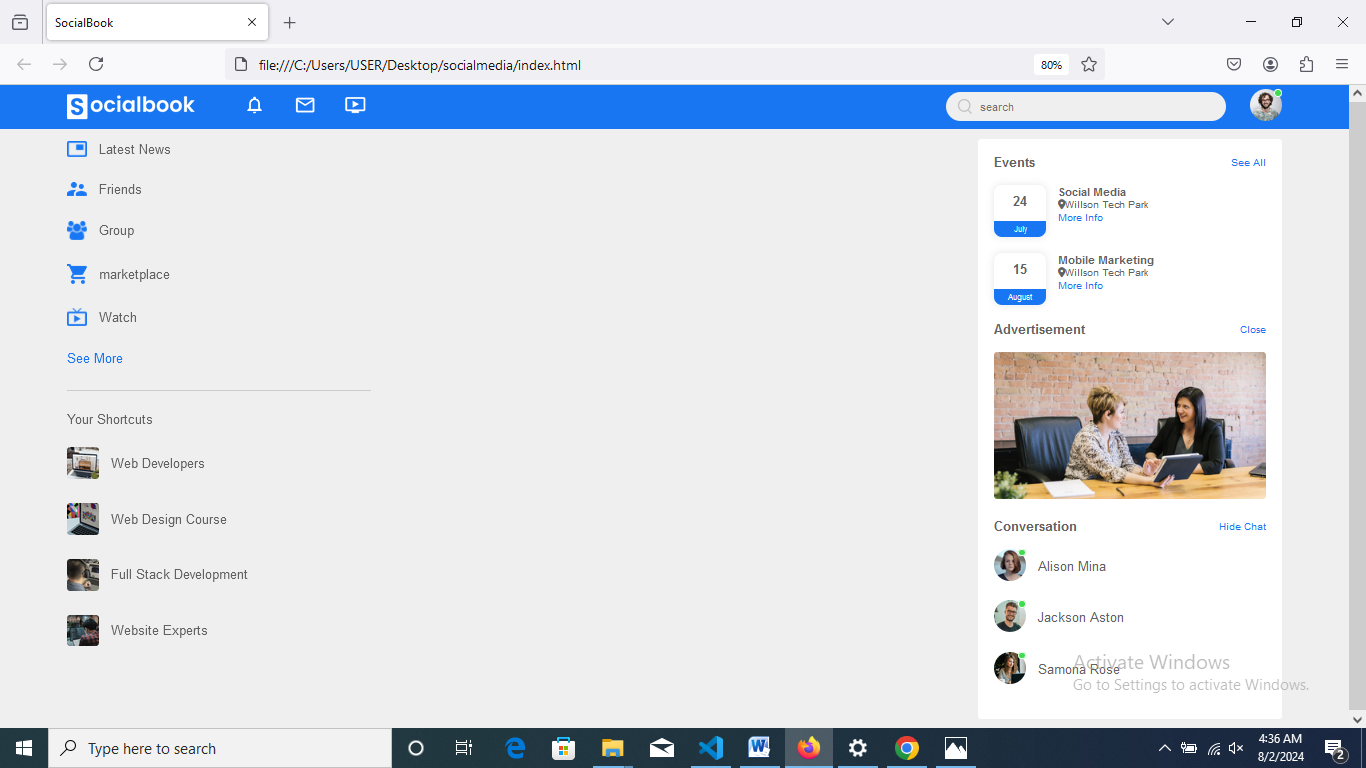 SocialBook
file:///C:/Users/USER/Desktop/socialmedia/index.html
80%
Socialbook
search
Latest News
Friends
Group
marketplace
Watch
See More
Your Shortcuts
Web Developers
Web Design Course
Full Stack Development
Website Experts
Events
See All
24
July
Social Media
Willson Tech Park
More Info
15
August
Mobile Marketing
Willson Tech Park
More Info
Advertisement
Close
Conversation
Hide Chat
Alison Mina
Jackson Aston
Samona Rose
Activate Windows
Go to Settings to activate Windows.
Type here to search
4:36 AM
8/2/2024
2